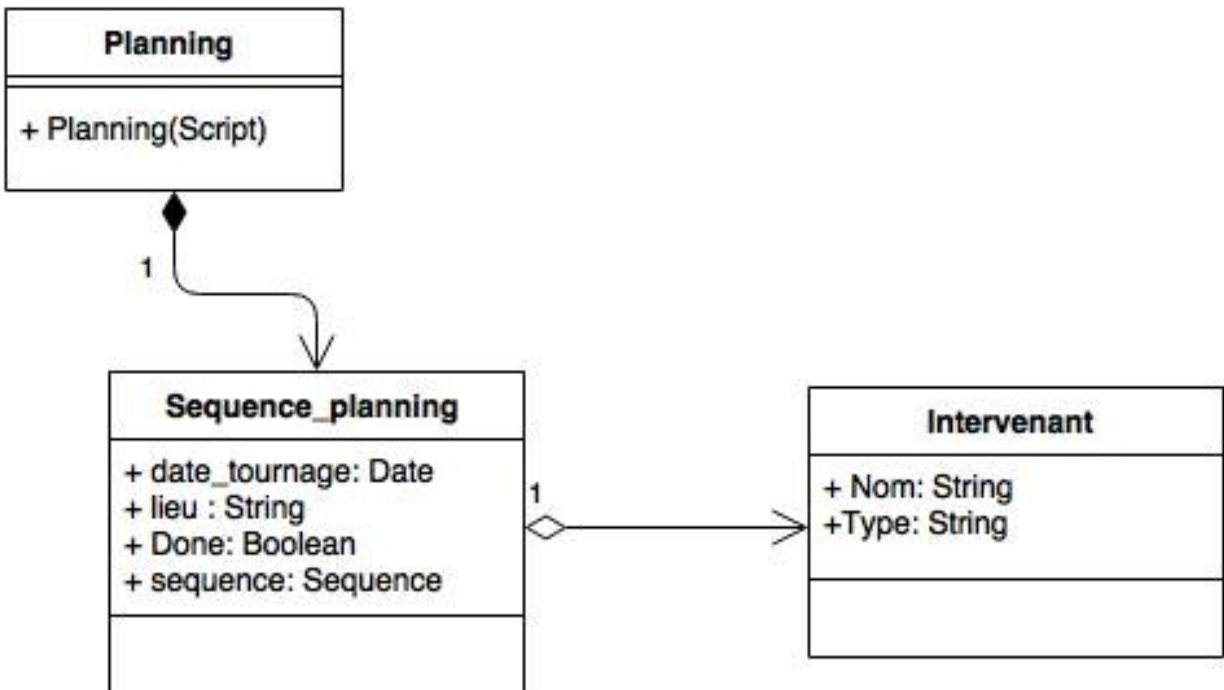 Planning
+ Planning(Script)
1
Sequence_planning
+ date_tournage: Date
+ lieu : String
+ Done: Boolean
+ sequence: Sequence
1
Intervenant
+ Nom: String
+Type: String